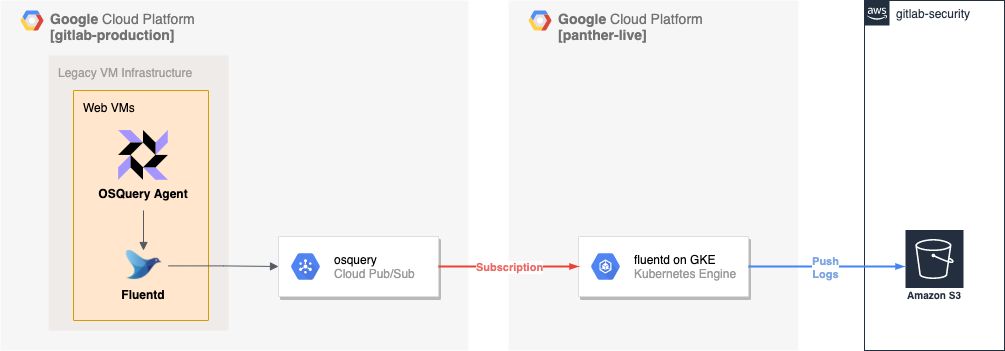 Google Cloud Platform
[gitlab-production]
Legacy VM Infrastructure
Web VMs
OSQuery Agent
Fluentd
osquery
Cloud Pub/Sub
Subscription
Google Cloud Platform
[panther-live]
fluentd on GKE
Kubernetes Engine
Push
Logs
aws
gitlab-security
Amazon S3